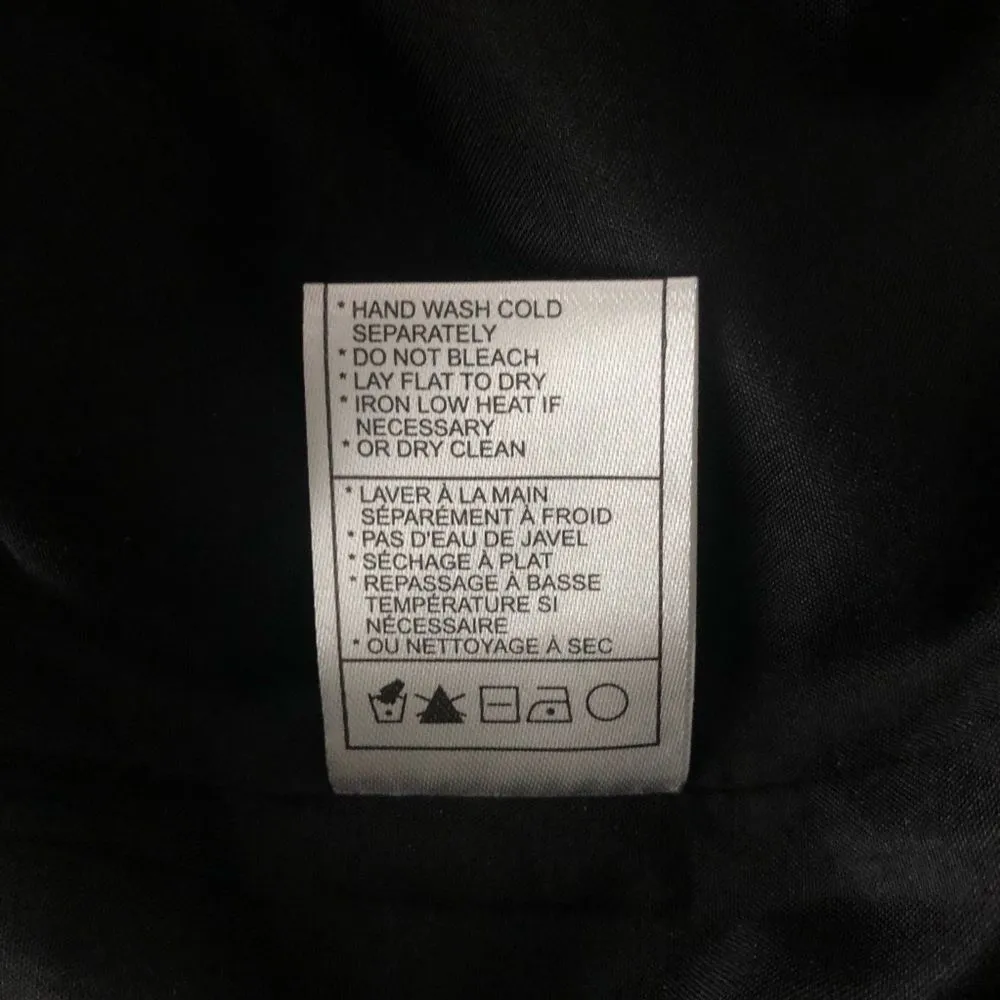 * HAND WASH COLD
SEPARATELY
* DO NOT BLEACH
* LAY FLAT TO DRY
* IRON LOW HEAT IF
NECESSARY
* OR DRY CLEAN
* LAVER À LA MAIN
SÉPARÉMENT À FROID
* PAS D'EAU DE JAVEL
* SÉCHAGE À PLAT
* REPASSAGE À BASSE
TEMPÉRATURE SI
NÉCESSAIRE
* OU NETTOYAGE À SEC